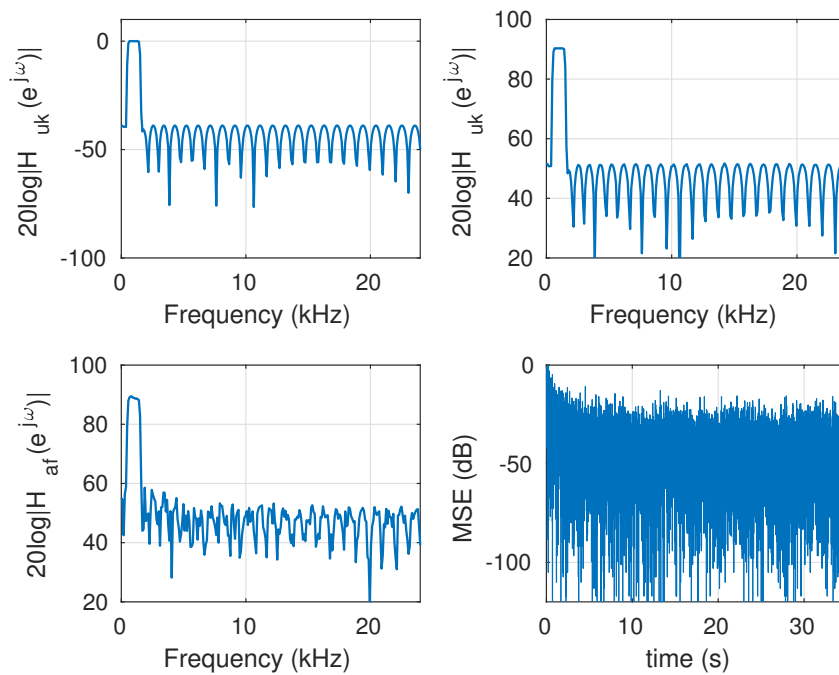 20log|H uk (e^jω)|
0
-50
-100
0 10 20
Frequency (kHz)
20log|H uk (e^jω)|
100
80
60
40
20
0 10 20
Frequency (kHz)
20log|H af (e^jω)|
100
80
60
40
20
0 10 20
Frequency (kHz)
MSE (dB)
0
-50
-100
0 10 20 30
time (s)